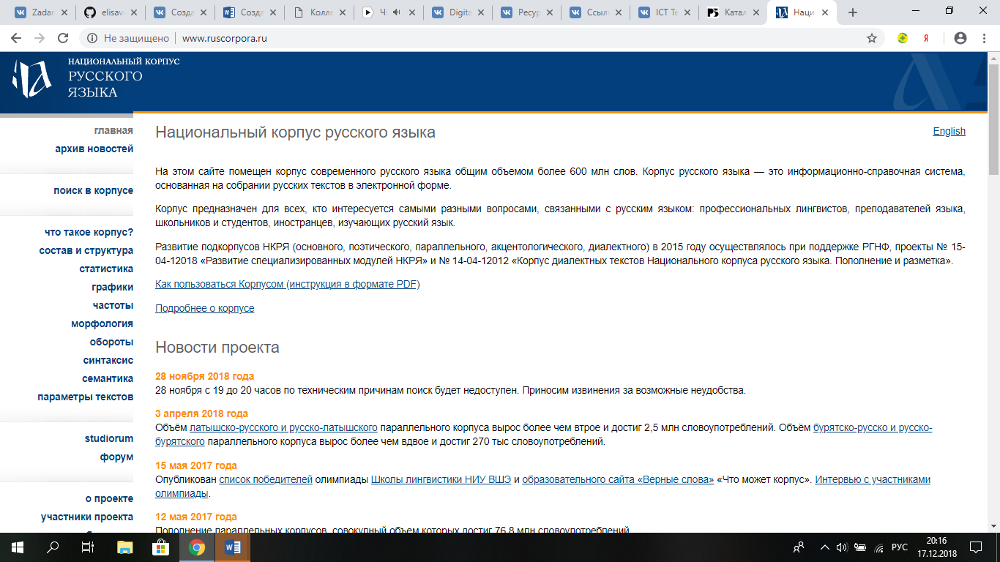 Zadan
elisav
Созда
Созда
Колле
Чи
Digita
Ресур
Ссыл
ICT Te
Катал
Наци
Не защищено
www.ruscorpora.ru
НАЦИОНАЛЬНЫЙ КОРПУС
РУССКОГО
ЯЗЫКА
главная
архив новостей
поиск в корпусе
что такое корпус?
состав и структура
статистика
графики
частоты
морфология
обороты
синтаксис
семантика
параметры текстов
studiorum
форум
о проекте
участники проекта
Национальный корпус русского языка
English
На этом сайте помещен корпус современного русского языка общим объемом более 600 млн слов. Корпус русского языка — это информационно-справочная система,
основанная на собрании русских текстов в электронной форме.
Корпус предназначен для всех, кто интересуется самыми разными вопросами, связанными с русским языком: профессиональных лингвистов, преподавателей языка,
школьников и студентов, иностранцев, изучающих русский язык.
Развитие подкорпусов НКРЯ (основного, поэтического, параллельного, акцентологического, диалектного) в 2015 году осуществлялось при поддержке РГНФ, проекты № 15-
04-12018 «Развитие специализированных модулей НКРЯ» и № 14-04-12012 «Корпус диалектных текстов Национального корпуса русского языка. Пополнение и разметка».
Как пользоваться Корпусом (инструкция в формате PDF)
Подробнее о корпусе
Новости проекта
28 ноября 2018 года
28 ноября с 19 до 20 часов по техническим причинам поиск будет недоступен. Приносим извинения за возможные неудобства.
3 апреля 2018 года
Объём латышско-русского и русско-латышского параллельного корпуса вырос более чем втрое и достиг 2,5 млн словоупотреблений. Объём бурятско-русско и русско-
бурятского параллельного корпуса вырос более чем вдвое и достиг 270 тыс словоупотреблений.
15 мая 2017 года
Опубликован список победителей олимпиады Школы лингвистики НИУ ВШЭ и образовательного сайта «Верные слова» «Что может корпус». Интервью с участниками
олимпиады.
12 мая 2017 года
Пополнение параллельных корпусов, совокупный объем которых достиг 76,8 млн словоупотреблений.
РУС
20:16
17.12.2018